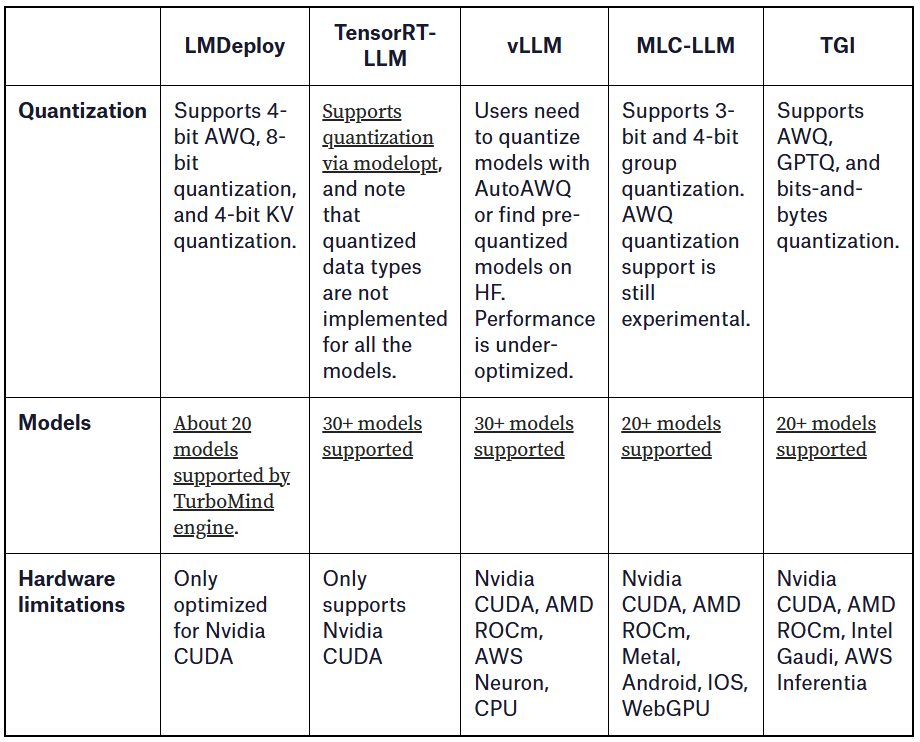 LMDeploy
TensorRT-
LLM
vLLM
MLC-LLM
TGI
Quantization
Supports 4-
bit AWQ, 8-
bit
quantization,
and 4-bit KV
quantization.
Supports
quantization
via modelopt,
and note
that
quantized
data types
are not
implemented
for all the
models.
Users need
to quantize
models with
AutoAWQ
or find pre-
quantized
models on
HF.
Performance
is under-
optimized.
Supports 3-
bit and 4-bit
group
quantization.
AWQ
quantization
support is
still
experimental.
Supports
AWQ,
GPTQ, and
bits-and-
bytes
quantization.
Models
About 20
models
supported by
TurboMind
engine.
30+ models
supported
30+ models
supported
20+ models
supported
20+ models
supported
Hardware
limitations
Only
optimized
for Nvidia
CUDA
Only
supports
Nvidia
CUDA
Nvidia
CUDA, AMD
ROCm,
AWS
Neuron,
CPU
Nvidia
CUDA, AMD
ROCm,
Metal,
Android, IOS,
WebGPU
Nvidia
CUDA, AMD
ROCm, Intel
Gaudi, AWS
Inferentia